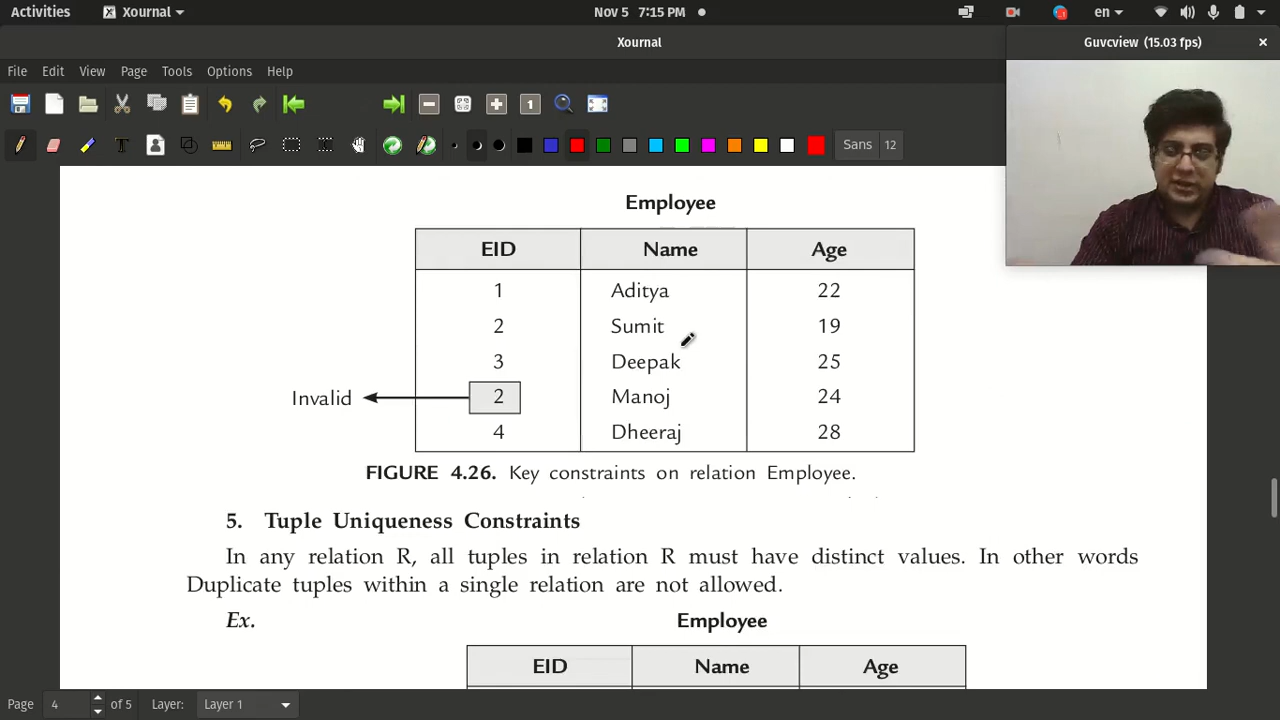 Activities Xournal Nov 5 7:15 PM en
Xournal
Guvcview (15.03 fps)
File Edit View Page Tools Options Help
1
T Sans 12
Employee
EID Name Age
1 Aditya 22
2 Sumit 19
3 Deepak 25
Invalid 2 Manoj 24
4 Dheeraj 28
FIGURE 4.26. Key constraints on relation Employee.
5. Tuple Uniqueness Constraints
In any relation R, all tuples in relation R must have distinct values. In other words
Duplicate tuples within a single relation are not allowed.
Ex. Employee
EID Name Age
Page 4 of 5 Layer: Layer 1